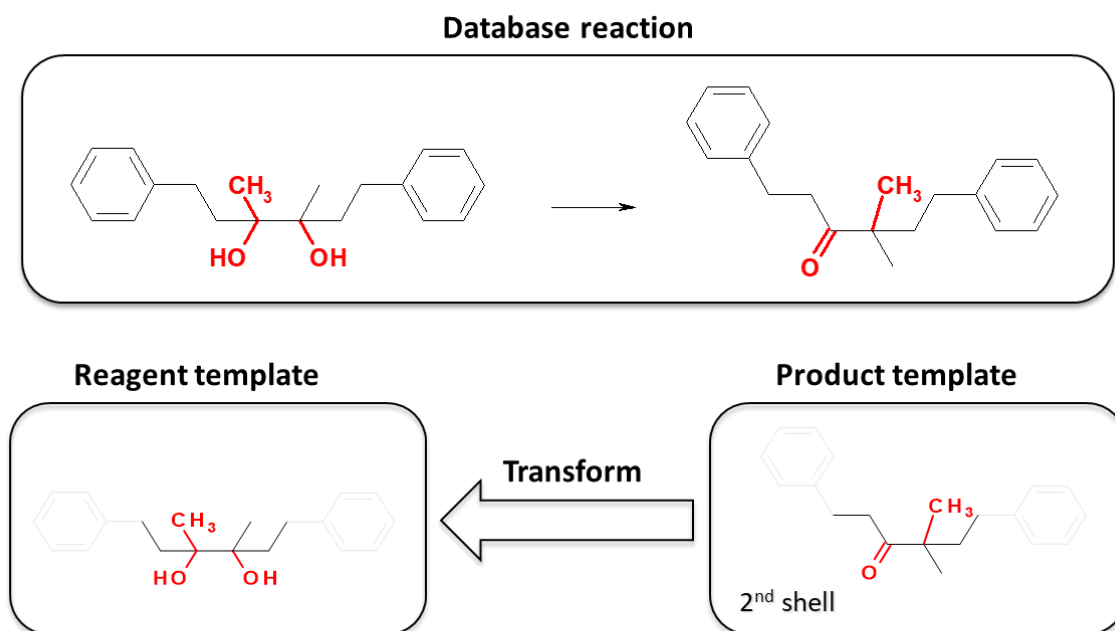 Database reaction
CH3
HO
OH
CH3
O
Reagent template
Product template
Transform
CH3
HO
OH
CH3
O
2nd shell